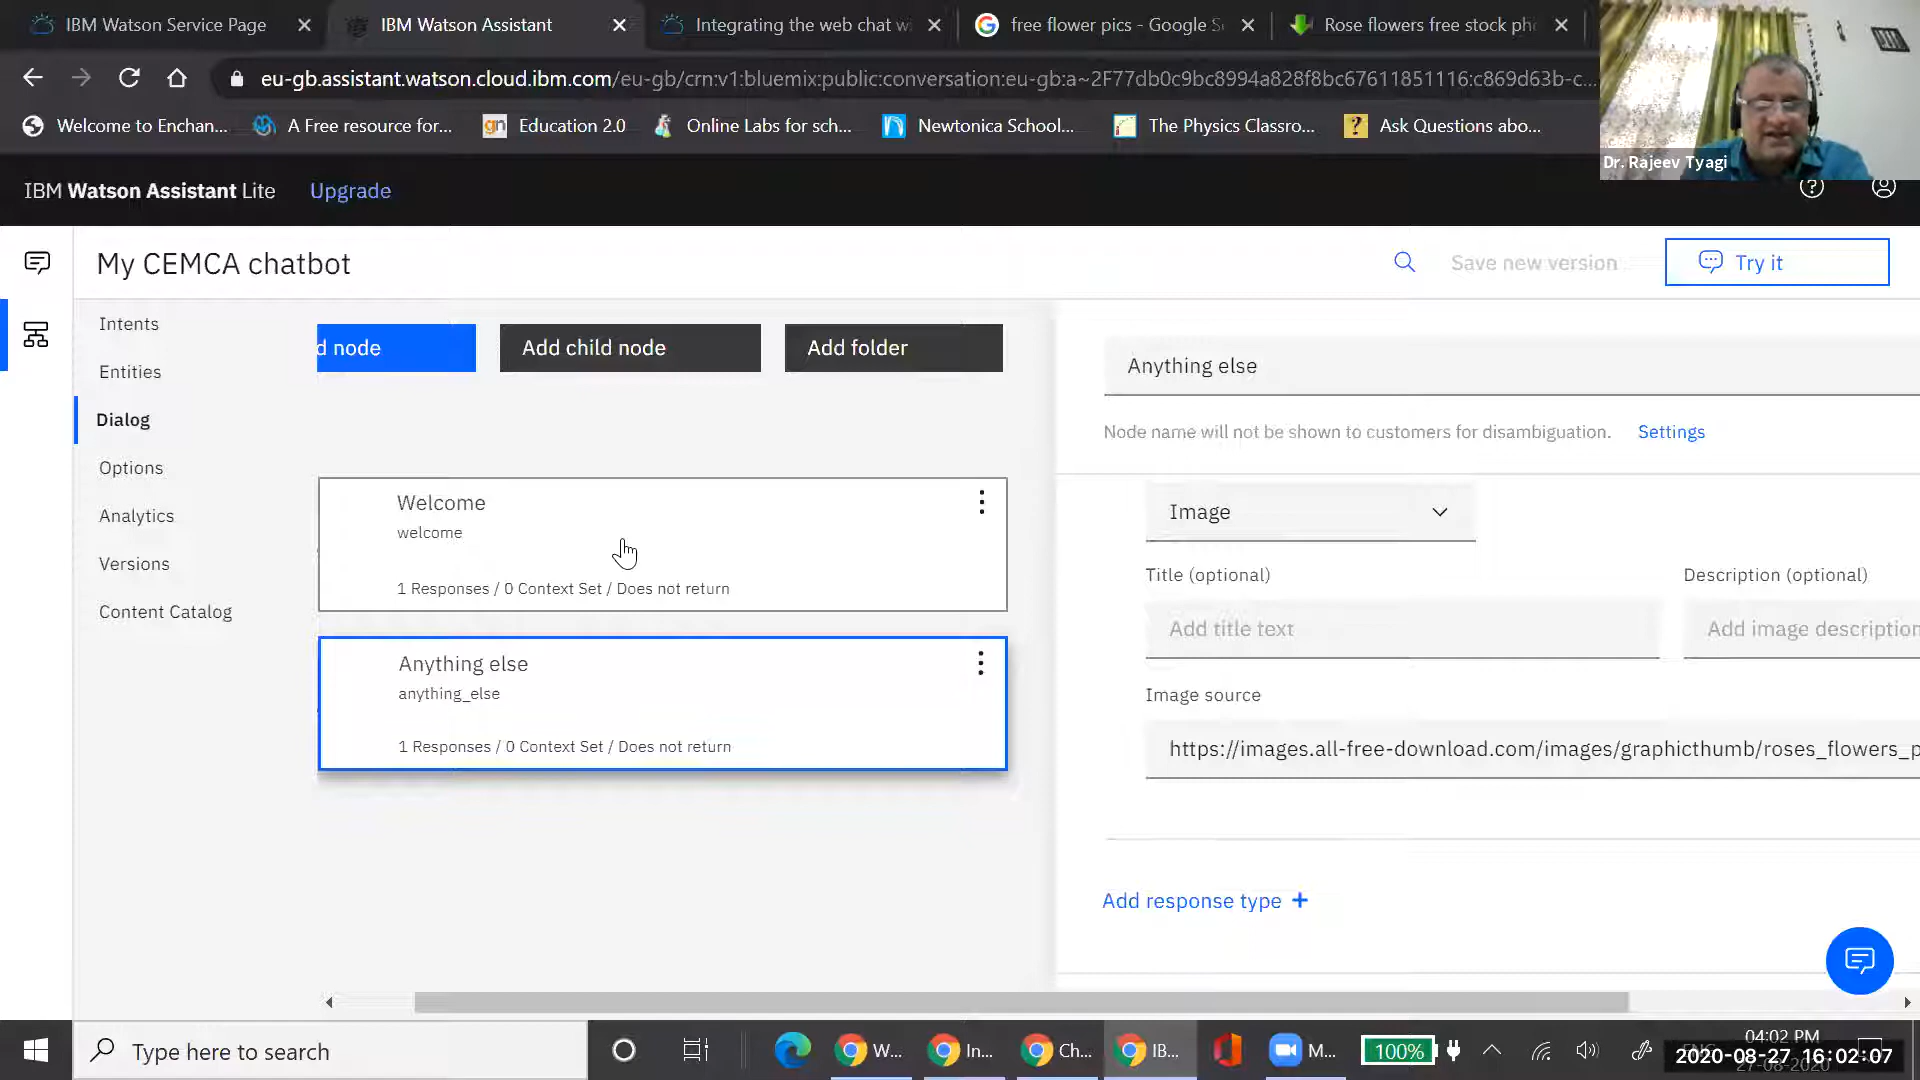 IBM Watson Service Page
IBM Watson Assistant
Integrating the web chat w
free flower pics - Google S
Rose flowers free stock ph
eu-gb.assistant.watson.cloud.ibm.com/eu-gb/crn:v1:bluemix:public:conversation:eu-gb:a~2F77db0c9bc8994a828f8bc67611851116:c869d63b-c...
Welcome to Enchan...
A Free resource for...
gn Education 2.0
Online Labs for sch...
Newtonica School...
The Physics Classro...
? Ask Questions abo...
Dr. Rajeev Tyagi
IBM Watson Assistant Lite
Upgrade
My CEMCA chatbot
Save new version
Try it
Intents
Entities
Dialog
Options
Analytics
Versions
Content Catalog
d node
Add child node
Add folder
Welcome
welcome
1 Responses / 0 Context Set / Does not return
Anything else
anything_else
1 Responses / 0 Context Set / Does not return
Anything else
Node name will not be shown to customers for disambiguation. Settings
Image
Title (optional)
Description (optional)
Add title text
Add image description
Image source
https://images.all-free-download.com/images/graphicthumb/roses_flowers_p
Add response type +
Type here to search
W...
In...
Ch...
IB...
M...
100%
04:02 PM
2020-08-27 16:02:07
27-08-2020